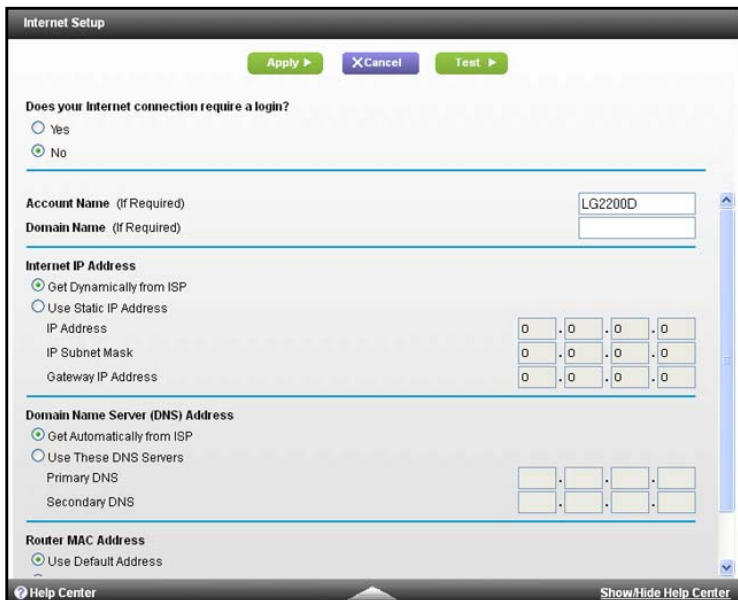 Internet Setup
Apply
Cancel
Test
Does your Internet connection require a login?
Yes
No
Account Name (If Required)
LG2200D
Domain Name (If Required)
Internet IP Address
Get Dynamically from ISP
Use Static IP Address
IP Address 0 . 0 . 0 . 0
IP Subnet Mask 0 . 0 . 0 . 0
Gateway IP Address 0 . 0 . 0 . 0
Domain Name Server (DNS) Address
Get Automatically from ISP
Use These DNS Servers
Primary DNS . . .
Secondary DNS . . .
Router MAC Address
Use Default Address
Help Center
Show/Hide Help Center